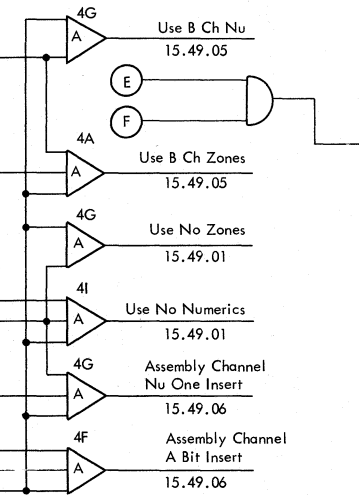 4G
A
Use B Ch Nu
15.49.05
E
F
4A
A
Use B Ch Zones
15.49.05
4G
A
Use No Zones
15.49.01
4I
A
Use No Numerics
15.49.01
4G
A
Assembly Channel
Nu One Insert
15.49.06
4F
A
Assembly Channel
A Bit Insert
15.49.06